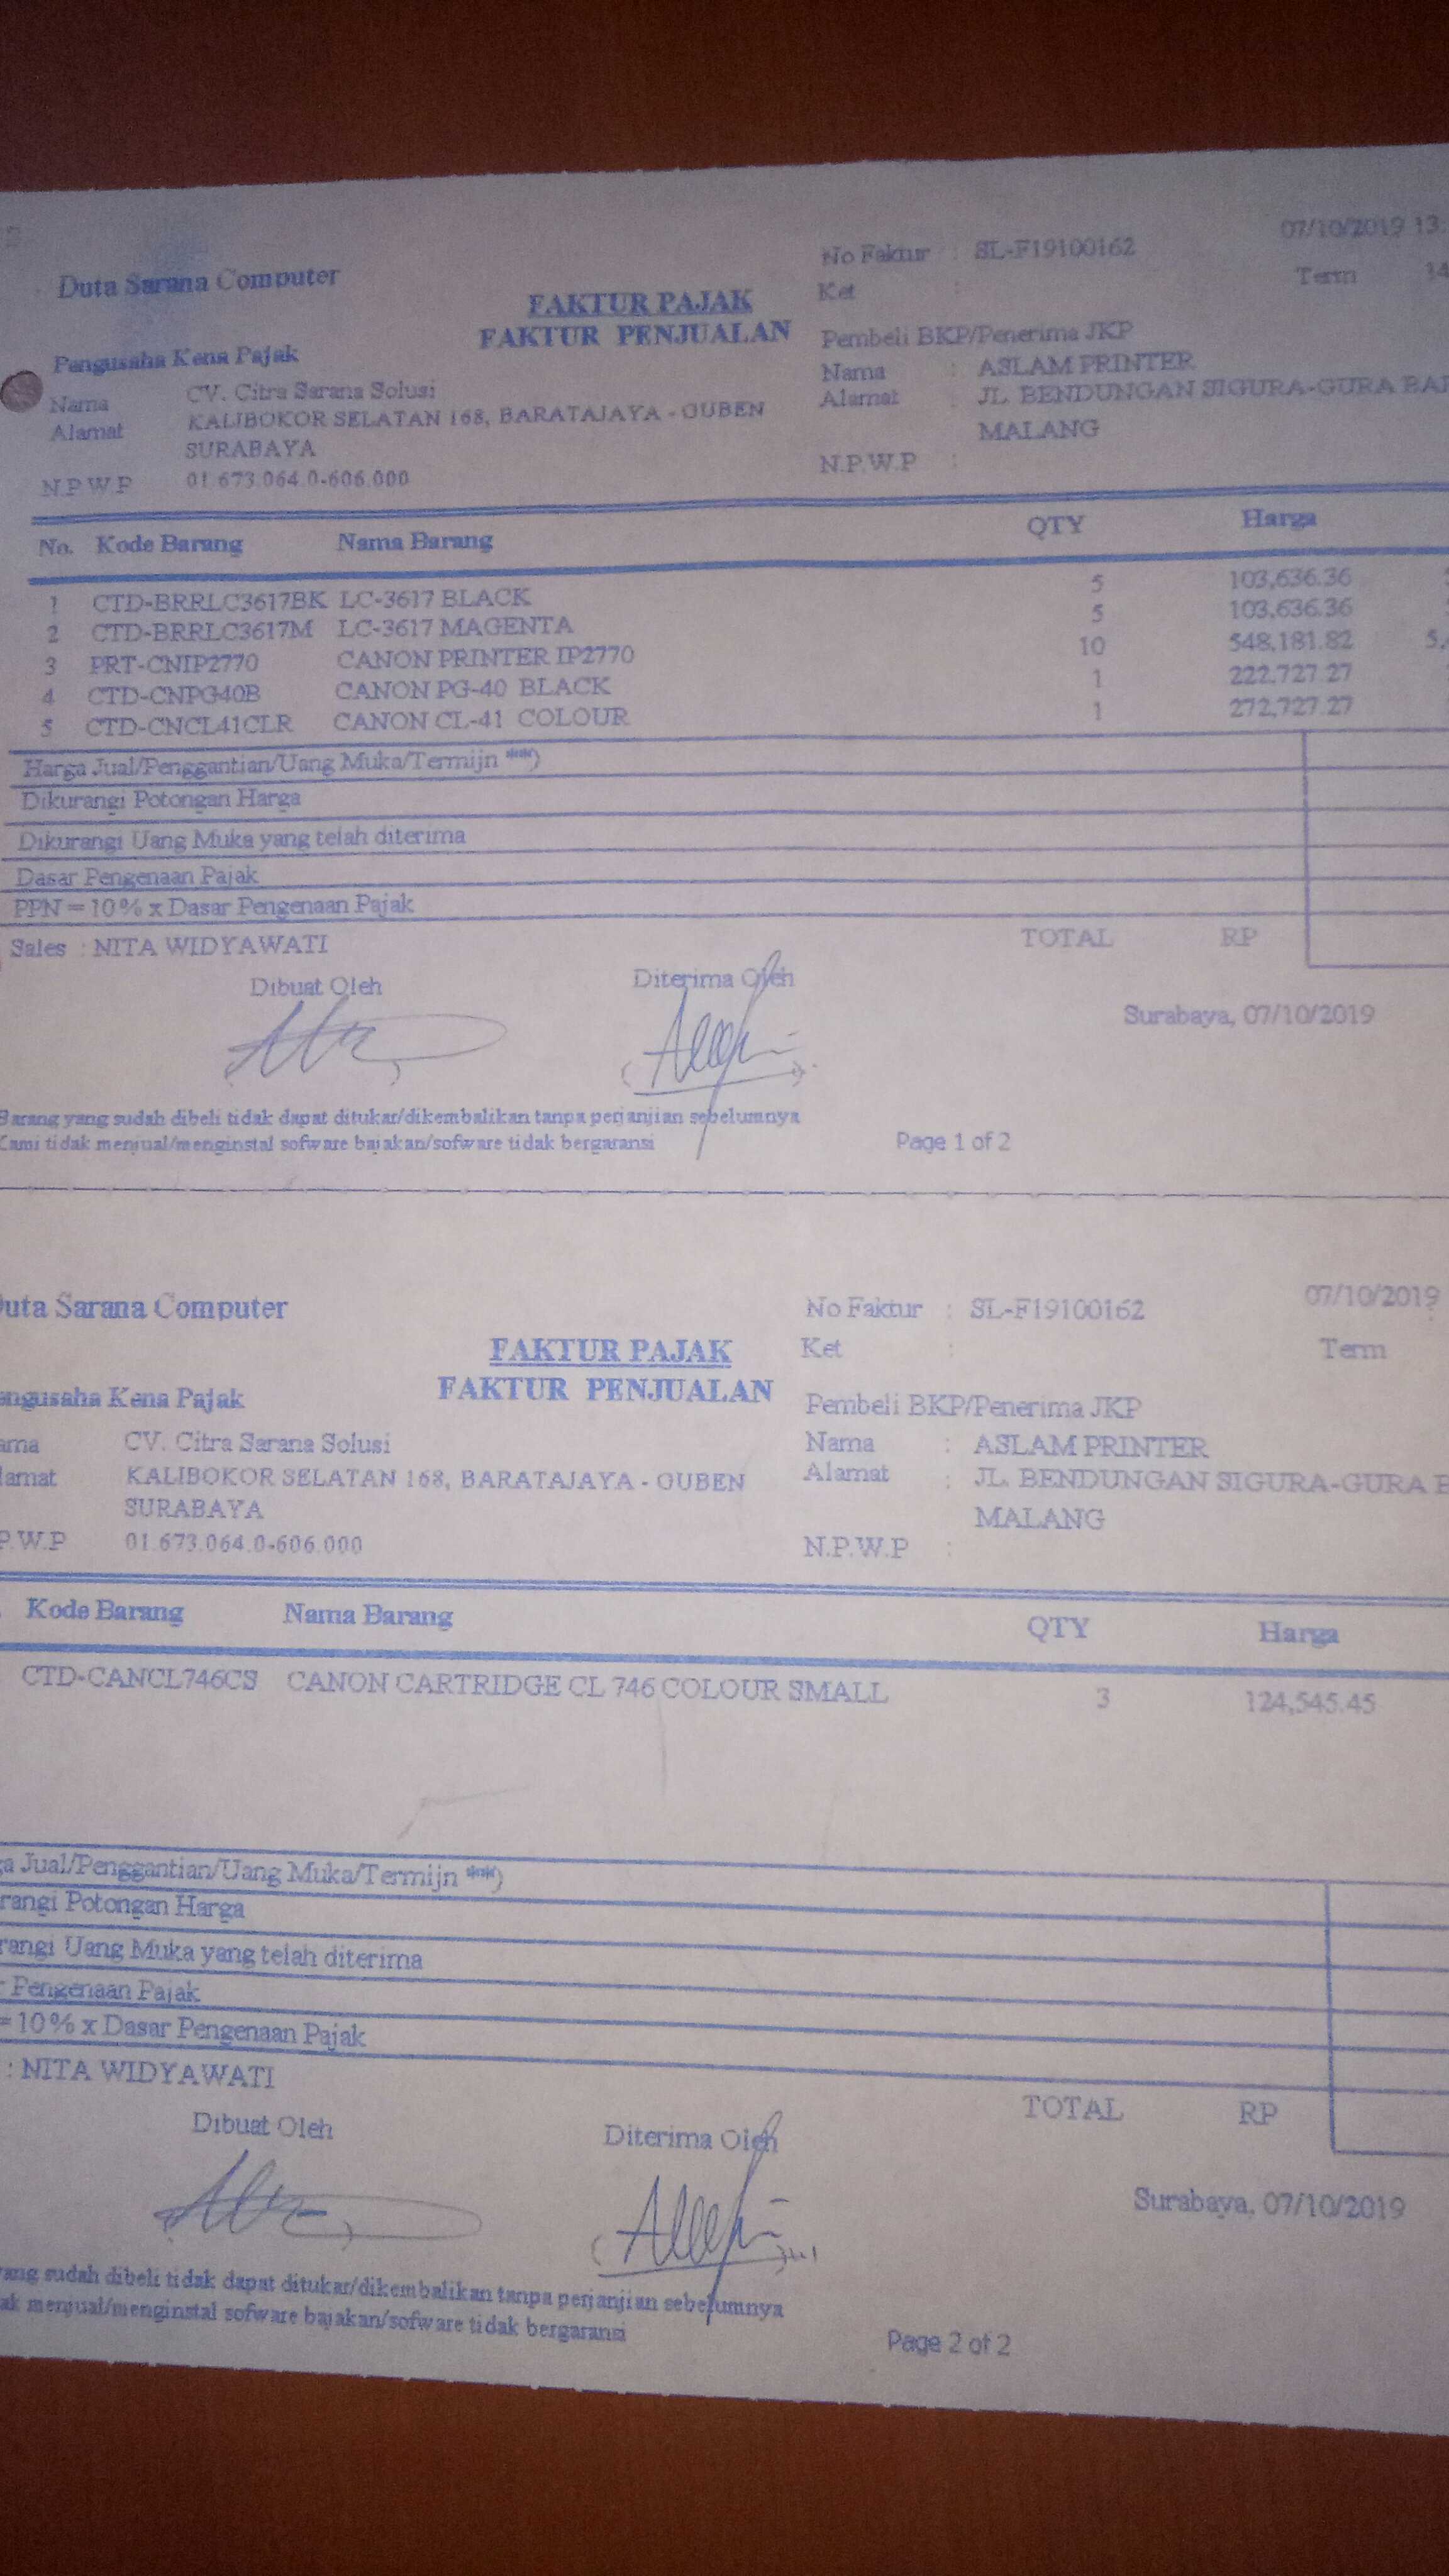 07/10/2019 13.
No Faktur : SL-F19100162
Duta Sarana Computer
Term 14
FAKTUR PAJAK
Ket :
FAKTUR PENJUALAN
Pembeli BKP/Penerima JKP
Pengusaha Kena Pajak
Nama : ASLAM PRINTER
Nama CV. Citra Sarana Solusi
Alamat : JL. BENDUNGAN SIGURA-GURA
Alamat KALIBOKOR SELATAN 168, BARATAJAYA - GUBEN
MALANG
SURABAYA
N.P.W.P :
N.P.W.P 01.673.064.0-606.000
No. Kode Barang Nama Barang QTY Harga
1 CTD-BRRLC3617BK LC-3617 BLACK 5 103,636.36
2 CTD-BRRLC3617M LC-3617 MAGENTA 5 103,636.36
3 PRT-CNIP2770 CANON PRINTER IP2770 10 548,181.82 5,
4 CTD-CNPG40B CANON PG-40 BLACK 1 222,727.27
5 CTD-CNCL41CLR CANON CL-41 COLOUR 1 272,727.27
Harga Jual/Penggantian/Uang Muka/Termijn ***)
Dikurangi Potongan Harga
Dikurangi Uang Muka yang telah diterima
Dasar Pengenaan Pajak
PPN = 10% x Dasar Pengenaan Pajak
Sales : NITA WIDYAWATI
TOTAL RP
Dibuat Oleh Diterima Oleh
Surabaya, 07/10/2019
Barang yang sudah dibeli tidak dapat ditukar/dikembalikan tanpa perjanjian sebelumnya
Kami tidak menjual/menginstal sofware bajakan/sofware tidak bergaransi
Page 1 of 2
07/10/2019
Duta Sarana Computer
No Faktur : SL-F19100162
FAKTUR PAJAK
Ket :
Term
FAKTUR PENJUALAN
engusaha Kena Pajak
Pembeli BKP/Penerima JKP
ama CV. Citra Sarana Solusi
Nama : ASLAM PRINTER
lamat KALIBOKOR SELATAN 168, BARATAJAYA - GUBEN
Alamat : JL. BENDUNGAN SIGURA-GURA B
SURABAYA
MALANG
P.W.P 01.673.064.0-606.000
N.P.W.P :
. Kode Barang Nama Barang QTY Harga
CTD-CANCL746CS CANON CARTRIDGE CL 746 COLOUR SMALL 3 124,545.45
ga Jual/Penggantian/Uang Muka/Termijn ***)
rangi Potongan Harga
rangi Uang Muka yang telah diterima
r Pengenaan Pajak
= 10% x Dasar Pengenaan Pajak
: NITA WIDYAWATI
TOTAL RP
Dibuat Oleh Diterima Oleh
Surabaya, 07/10/2019
rang sudah dibeli tidak dapat ditukar/dikembalikan tanpa perjanjian sebelumnya
ak menjual/menginstal sofware bajakan/sofware tidak bergaransi
Page 2 of 2